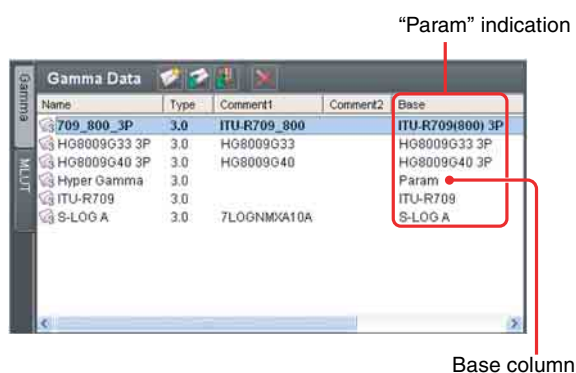 “Param” indication
Gamma
Gamma Data
Name Type Comment1 Comment2 Base
709_800_3P 3.0 ITU-R709_800 ITU-R709(800) 3P
HG8009G33 3P 3.0 HG8009G33 HG8009G33 3P
HG8009G40 3P 3.0 HG8009G40 HG8009G40 3P
Hyper Gamma 3.0 Param
ITU-R709 3.0 ITU-R709
S-LOG A 3.0 7LOGNMXA10A S-LOG A
MLUT
Base column